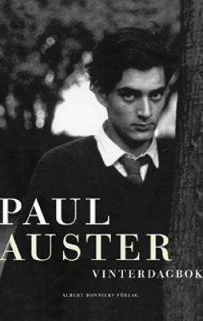 PAUL
AUSTER
VINTERDAGBOK
ALBERT BONNIERS FÖRLAG